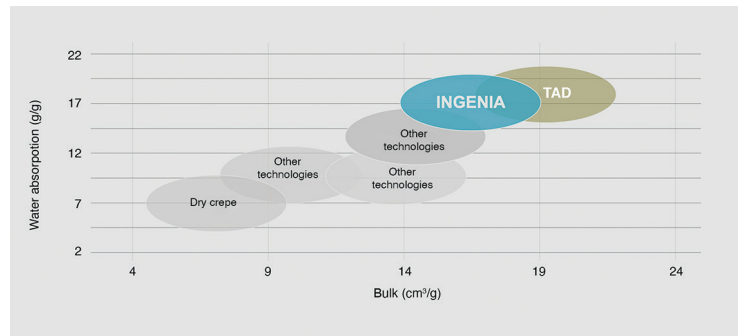 22
17
12
7
2
Water absorpotion (g/g)
INGENIA
TAD
Other
technologies
Other
technologies
Other
technologies
Dry crepe
4
9
14
19
24
Bulk (cm³/g)